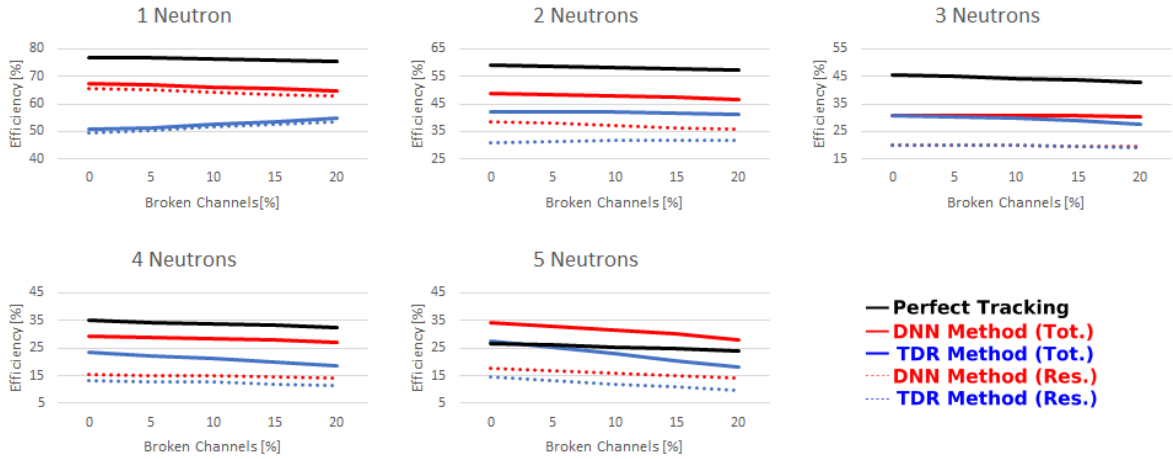 1 Neutron
80
70
60
50
40
Efficiency [%]
0 5 10 15 20
Broken Channels[%]
2 Neutrons
65
55
45
35
25
Efficiency [%]
0 5 10 15 20
Broken Channels [%]
3 Neutrons
55
45
35
25
15
Efficiency [%]
0 5 10 15 20
Broken Channels [%]
4 Neutrons
45
35
25
15
5
Efficiency [%]
0 5 10 15 20
Broken Channels [%]
5 Neutrons
45
35
25
15
5
Efficiency [%]
0 5 10 15 20
Broken Channels [%]
Perfect Tracking
DNN Method (Tot.)
TDR Method (Tot.)
DNN Method (Res.)
TDR Method (Res.)